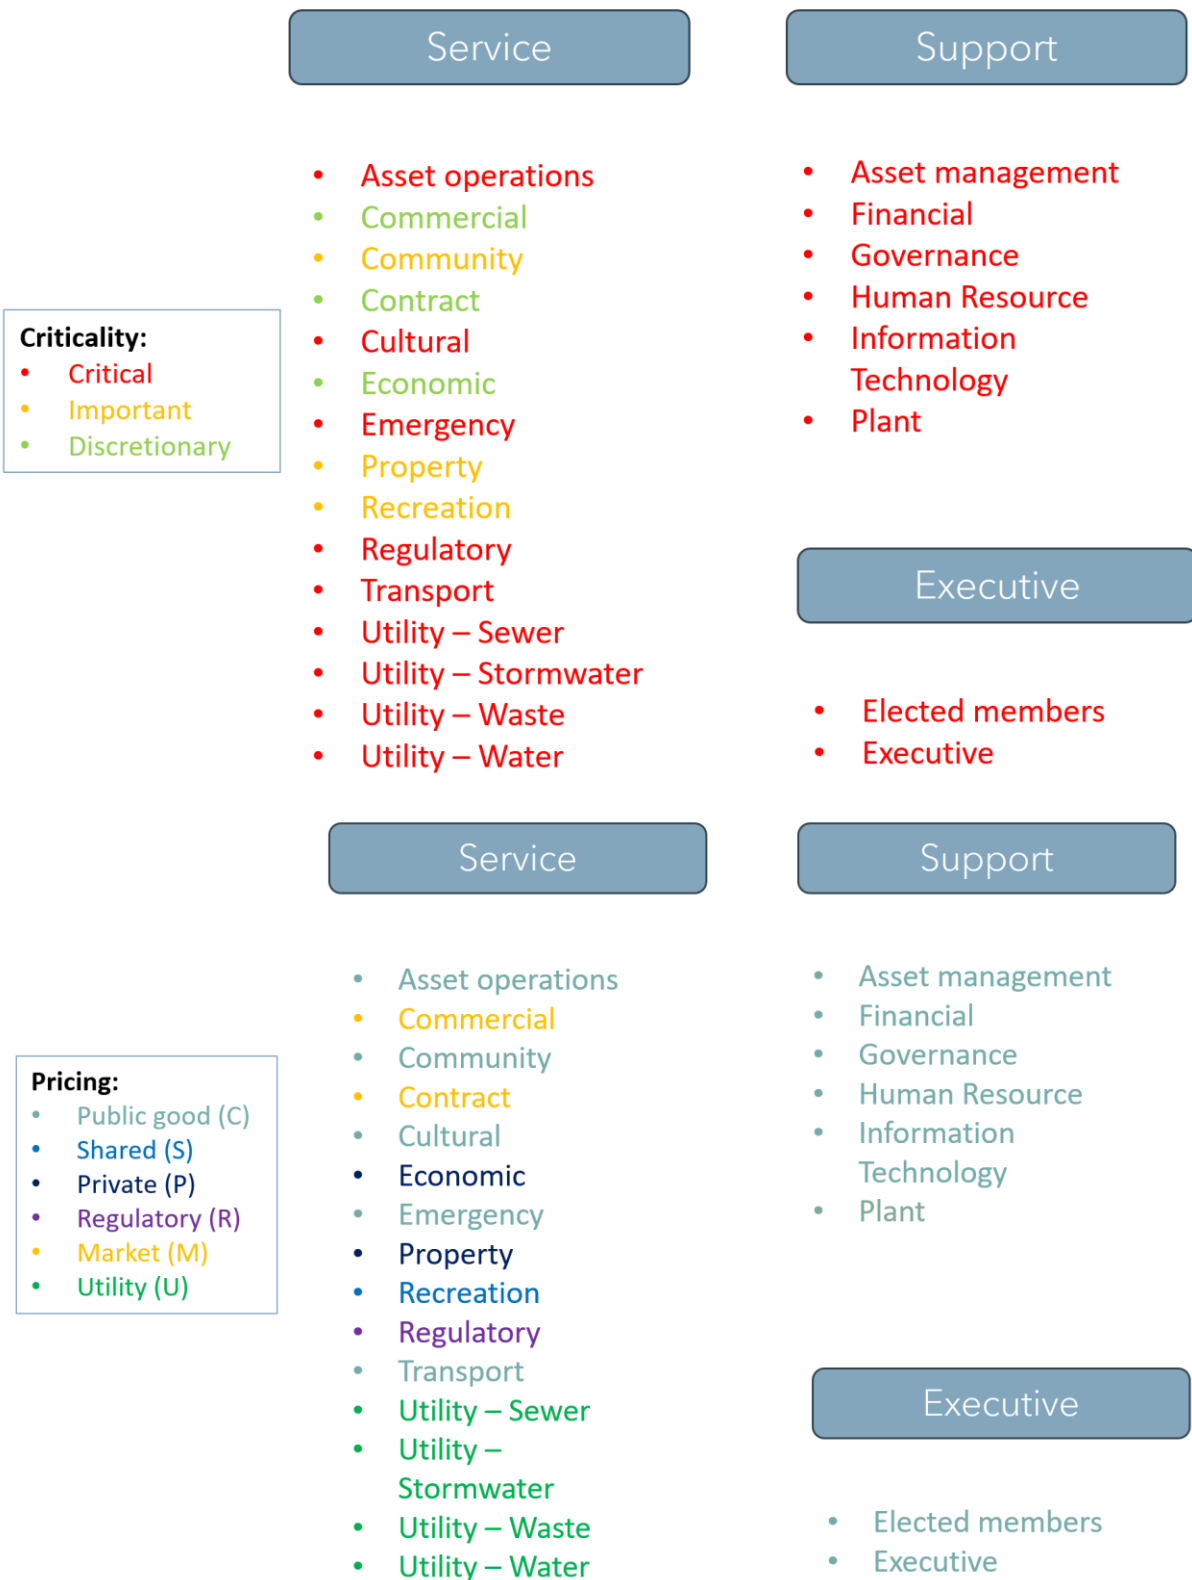 Service
Support
• Asset operations
• Commercial
• Community
• Contract
• Cultural
• Economic
• Emergency
• Property
• Recreation
• Regulatory
• Transport
• Utility – Sewer
• Utility – Stormwater
• Utility – Waste
• Utility – Water
• Asset management
• Financial
• Governance
• Human Resource
• Information
Technology
• Plant
Criticality:
• Critical
• Important
• Discretionary
Executive
• Elected members
• Executive
Service
Support
• Asset operations
• Commercial
• Community
• Contract
• Cultural
• Economic
• Emergency
• Property
• Recreation
• Regulatory
• Transport
• Utility – Sewer
• Utility –
Stormwater
• Utility – Waste
• Utility – Water
• Asset management
• Financial
• Governance
• Human Resource
• Information
Technology
• Plant
Pricing:
• Public good (C)
• Shared (S)
• Private (P)
• Regulatory (R)
• Market (M)
• Utility (U)
Executive
• Elected members
• Executive